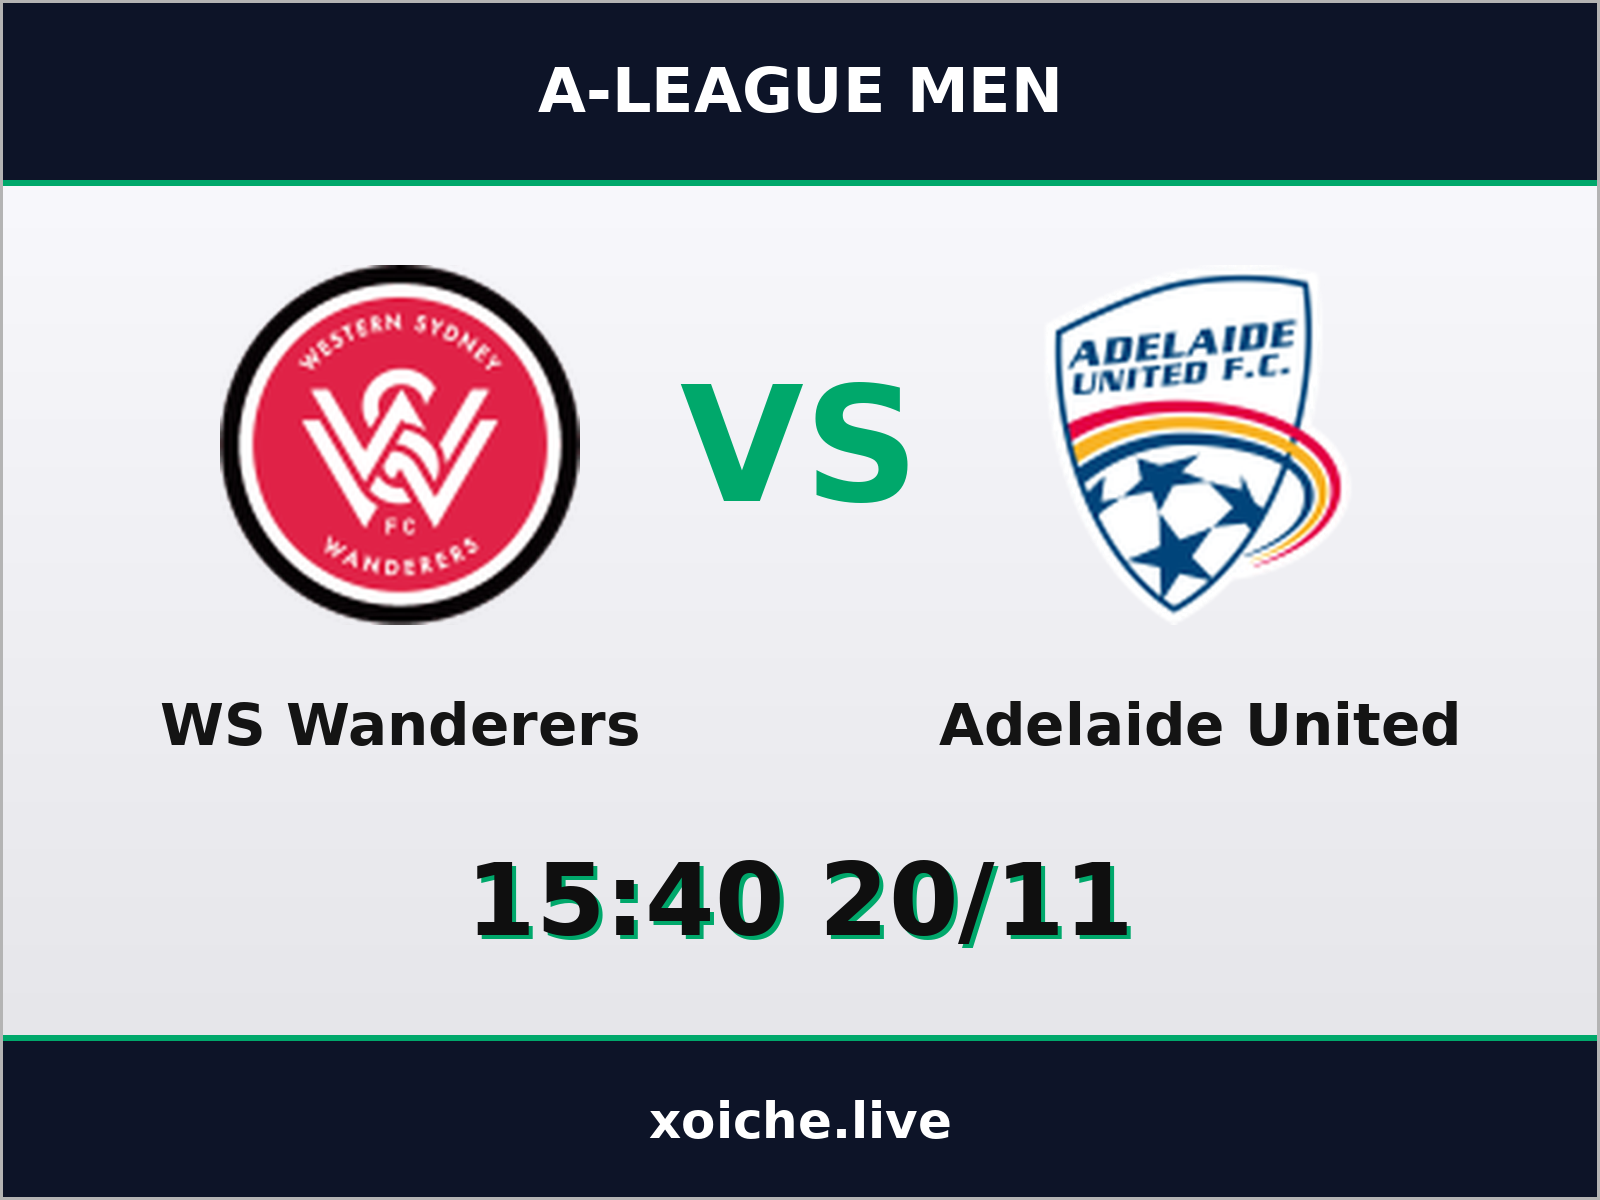 A-LEAGUE MEN
WESTERN SYDNEY
FC
WANDERERS
VS
ADELAIDE
UNITED F.C.
WS Wanderers
Adelaide United
15:40 20/11
xoiche.live